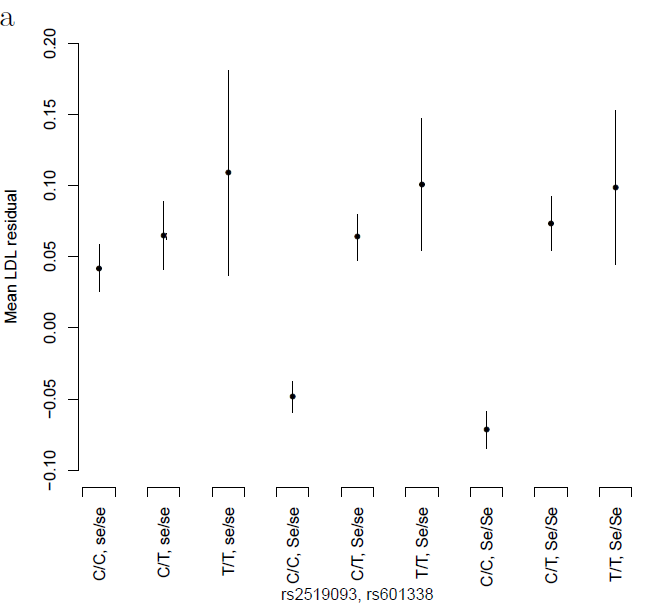 a
Mean LDL residual
0.20
0.15
0.10
0.05
0.00
−0.05
−0.10
C/C, se/se
C/T, se/se
T/T, se/se
C/C, Se/se
C/T, Se/se
T/T, Se/se
C/C, Se/Se
C/T, Se/Se
T/T, Se/Se
rs2519093, rs601338